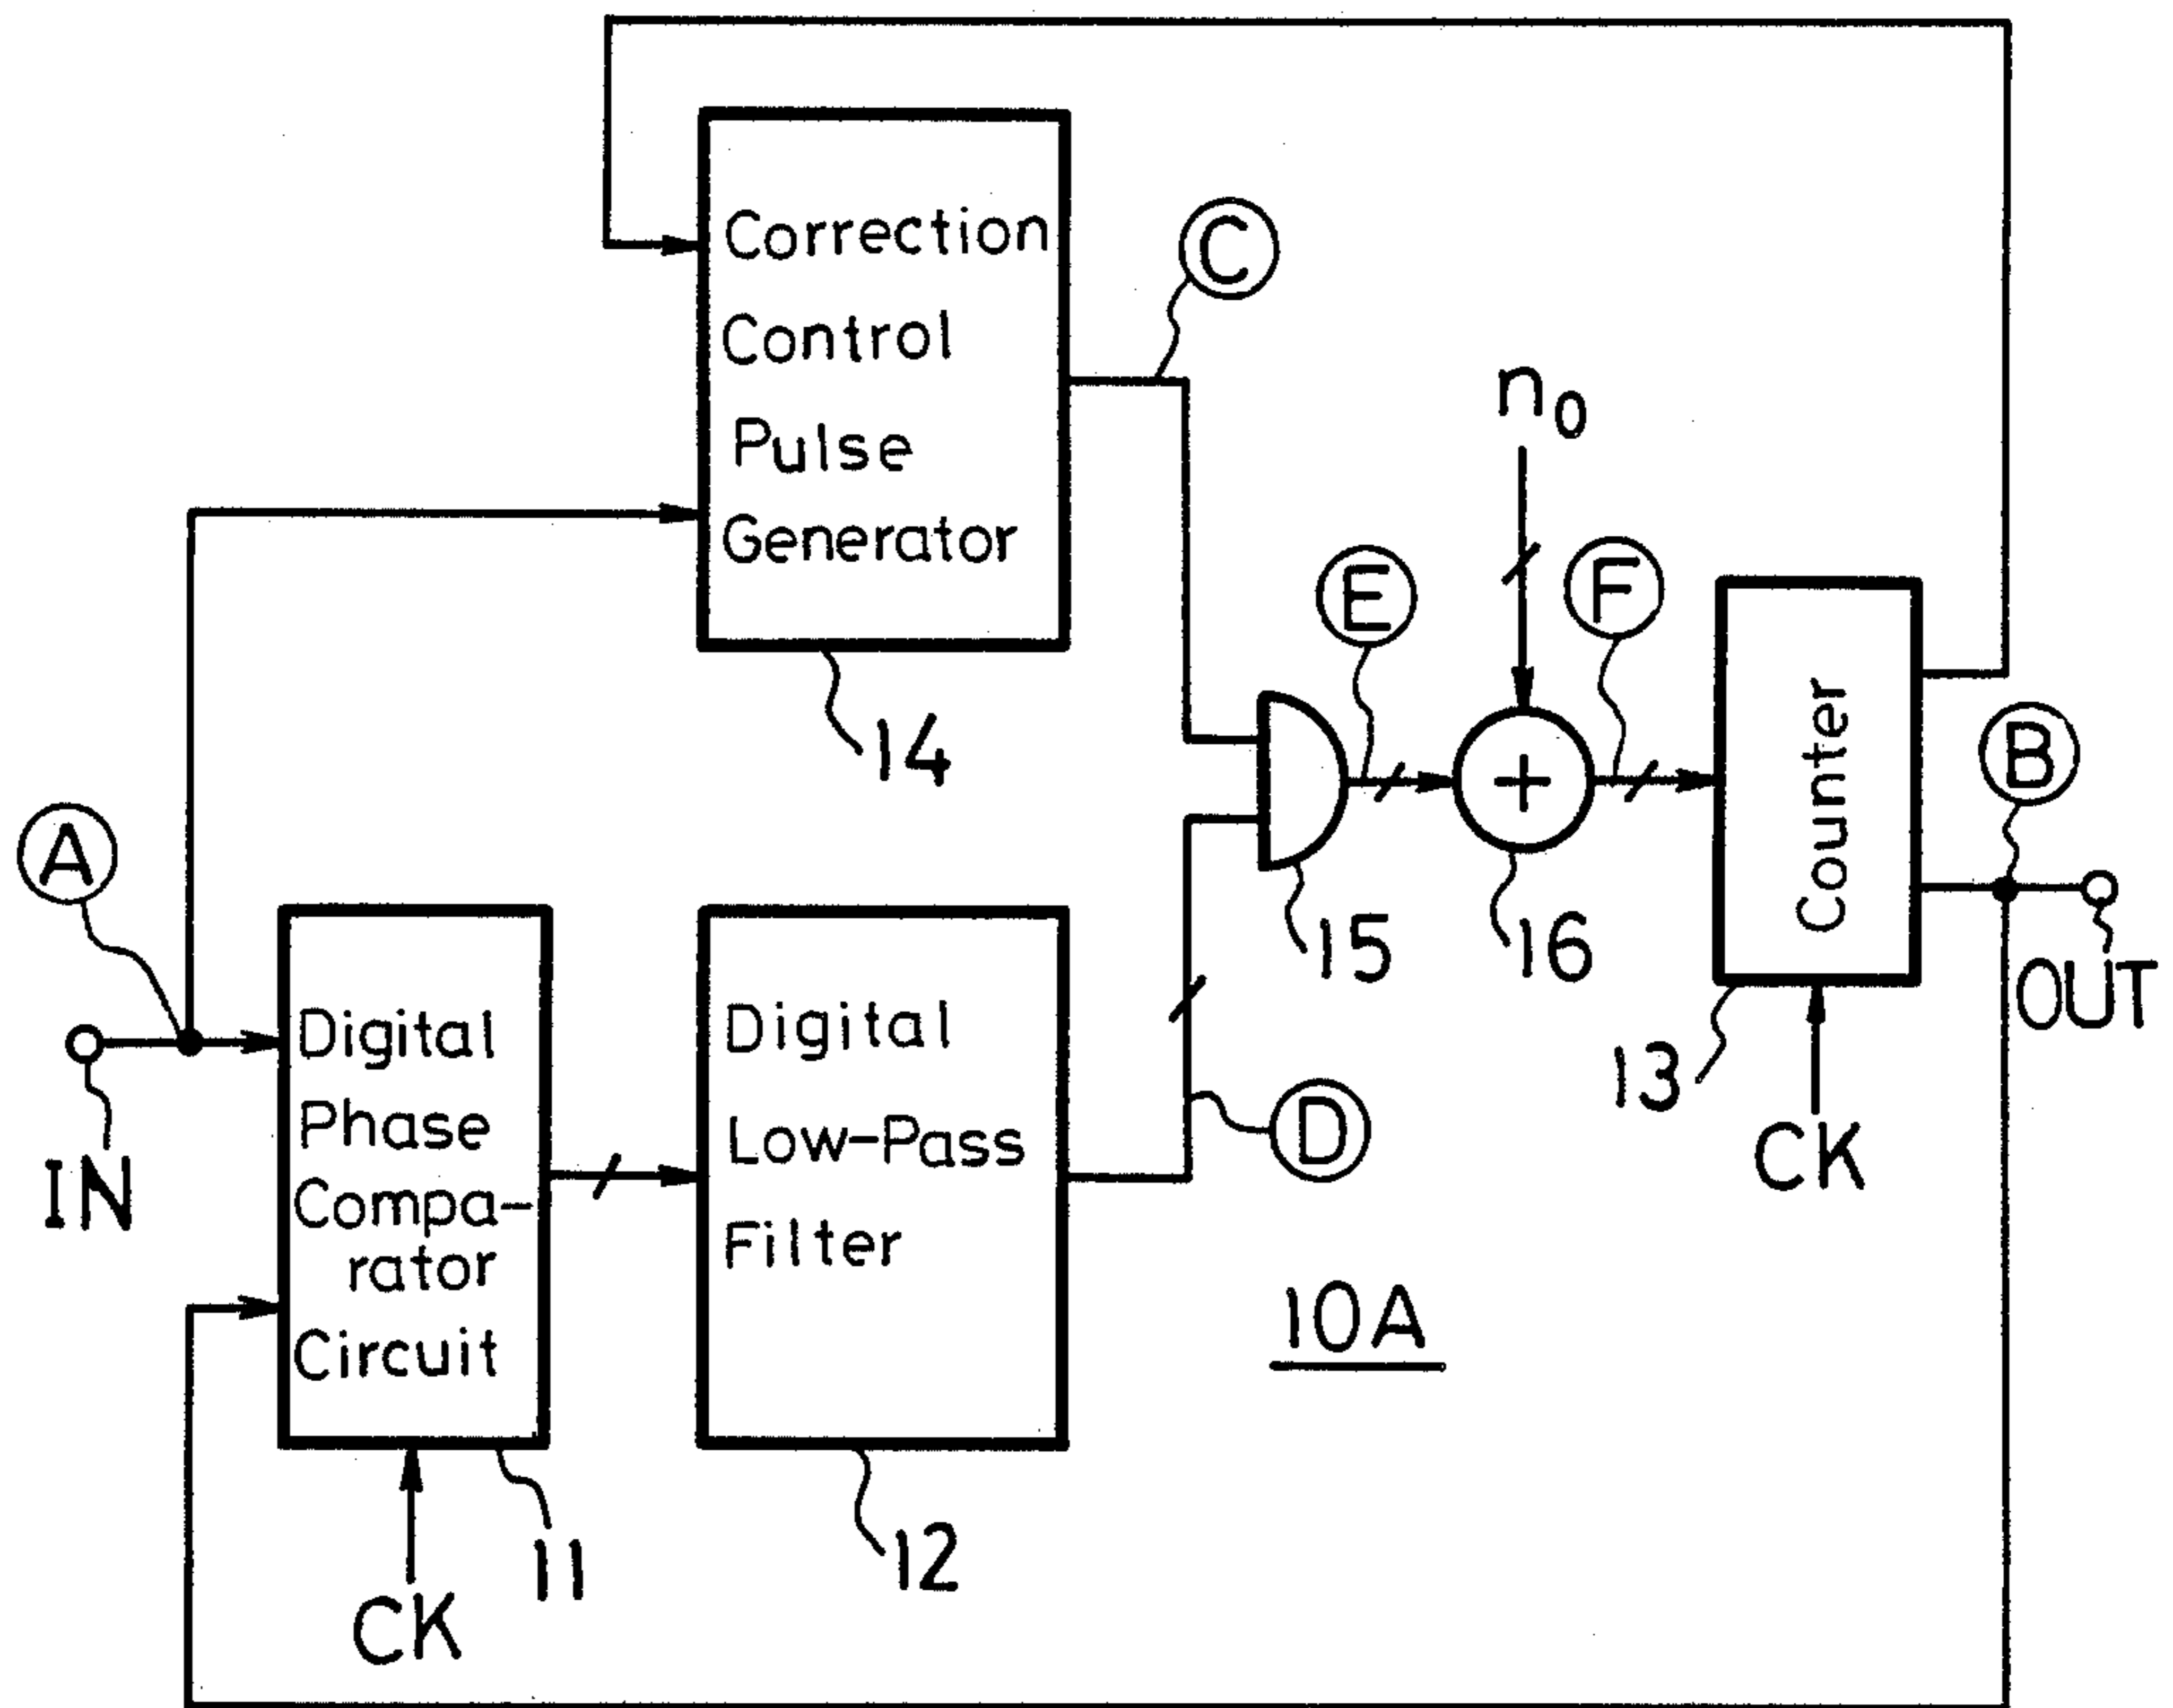 Correction
Control
Pulse
Generator
14
C
n₀
E
F
Counter
B
OUT
A
IN
Digital
Phase
Compa-
rator
Circuit
11
CK
Digital
Low-Pass
Filter
12
D
15
+
16
13
CK
10A